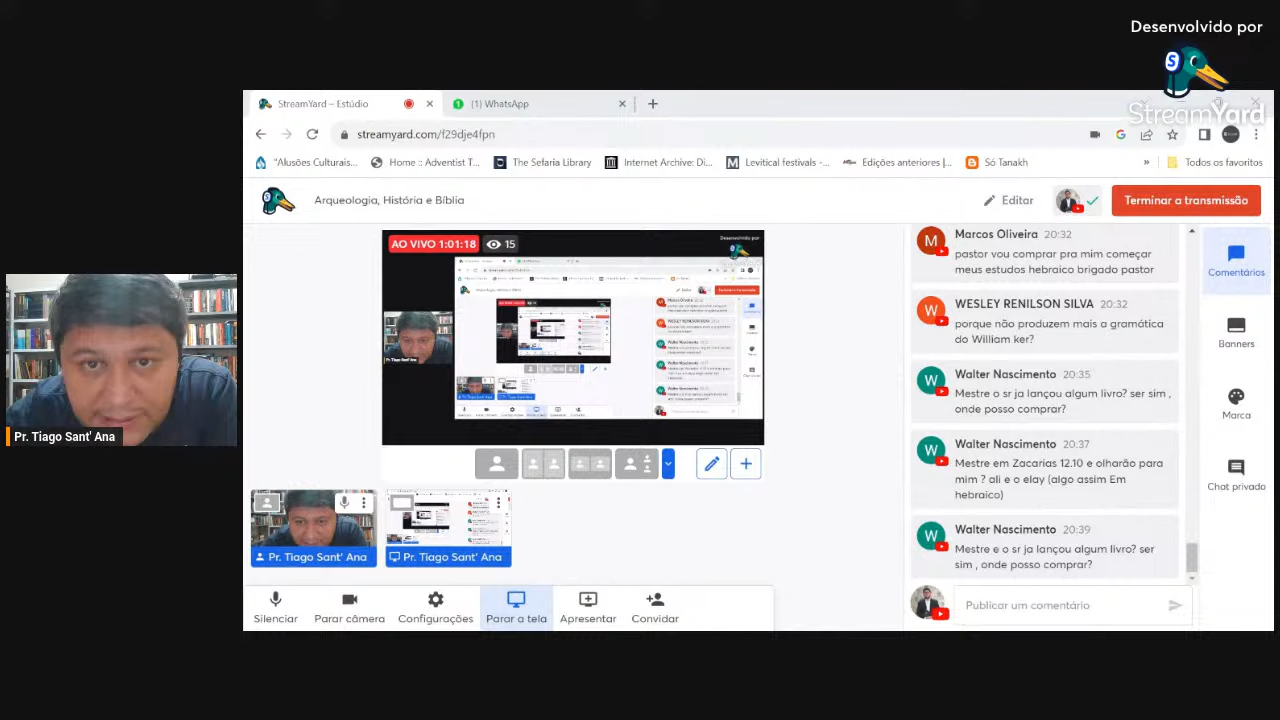 Desenvolvido por
StreamYard
StreamYard – Estúdio
(1) WhatsApp
streamyard.com/f29dje4fpn
"Alusões Culturais...
Home :: Adventist T...
The Sefaria Library
Internet Archive: Di...
Levitical festivals -...
Edições anteriores |...
Só Tanakh
»
Todos os favoritos
Arqueologia, História e Bíblia
Editar
Terminar a transmissão
AO VIVO 1:01:18
15
Desenvolvido por
Marcos Oliveira 20:32
Pastor vou comprar pra mim começar
meus estudos hebraico brigado pastor
WESLEY RENILSON SILVA
porque não produzem mais a gramática
do William ker?
Walter Nascimento 20:35
Mestre o sr ja lançou algum livro? ser sim ,
onde posso comprar?
Walter Nascimento 20:37
Mestre em Zacarias 12.10 e olharão para
mim ? ali e o elay (algo assim Em
hebraico)
Walter Nascimento 20:39
Mestre e o sr ja lançou algum livro? ser
sim , onde posso comprar?
Publicar um comentário
Comentários
Banners
Marca
Chat privado
Pr. Tiago Sant' Ana
Pr. Tiago Sant' Ana
Pr. Tiago Sant' Ana
Silenciar
Parar câmera
Configurações
Parar a tela
Apresentar
Convidar